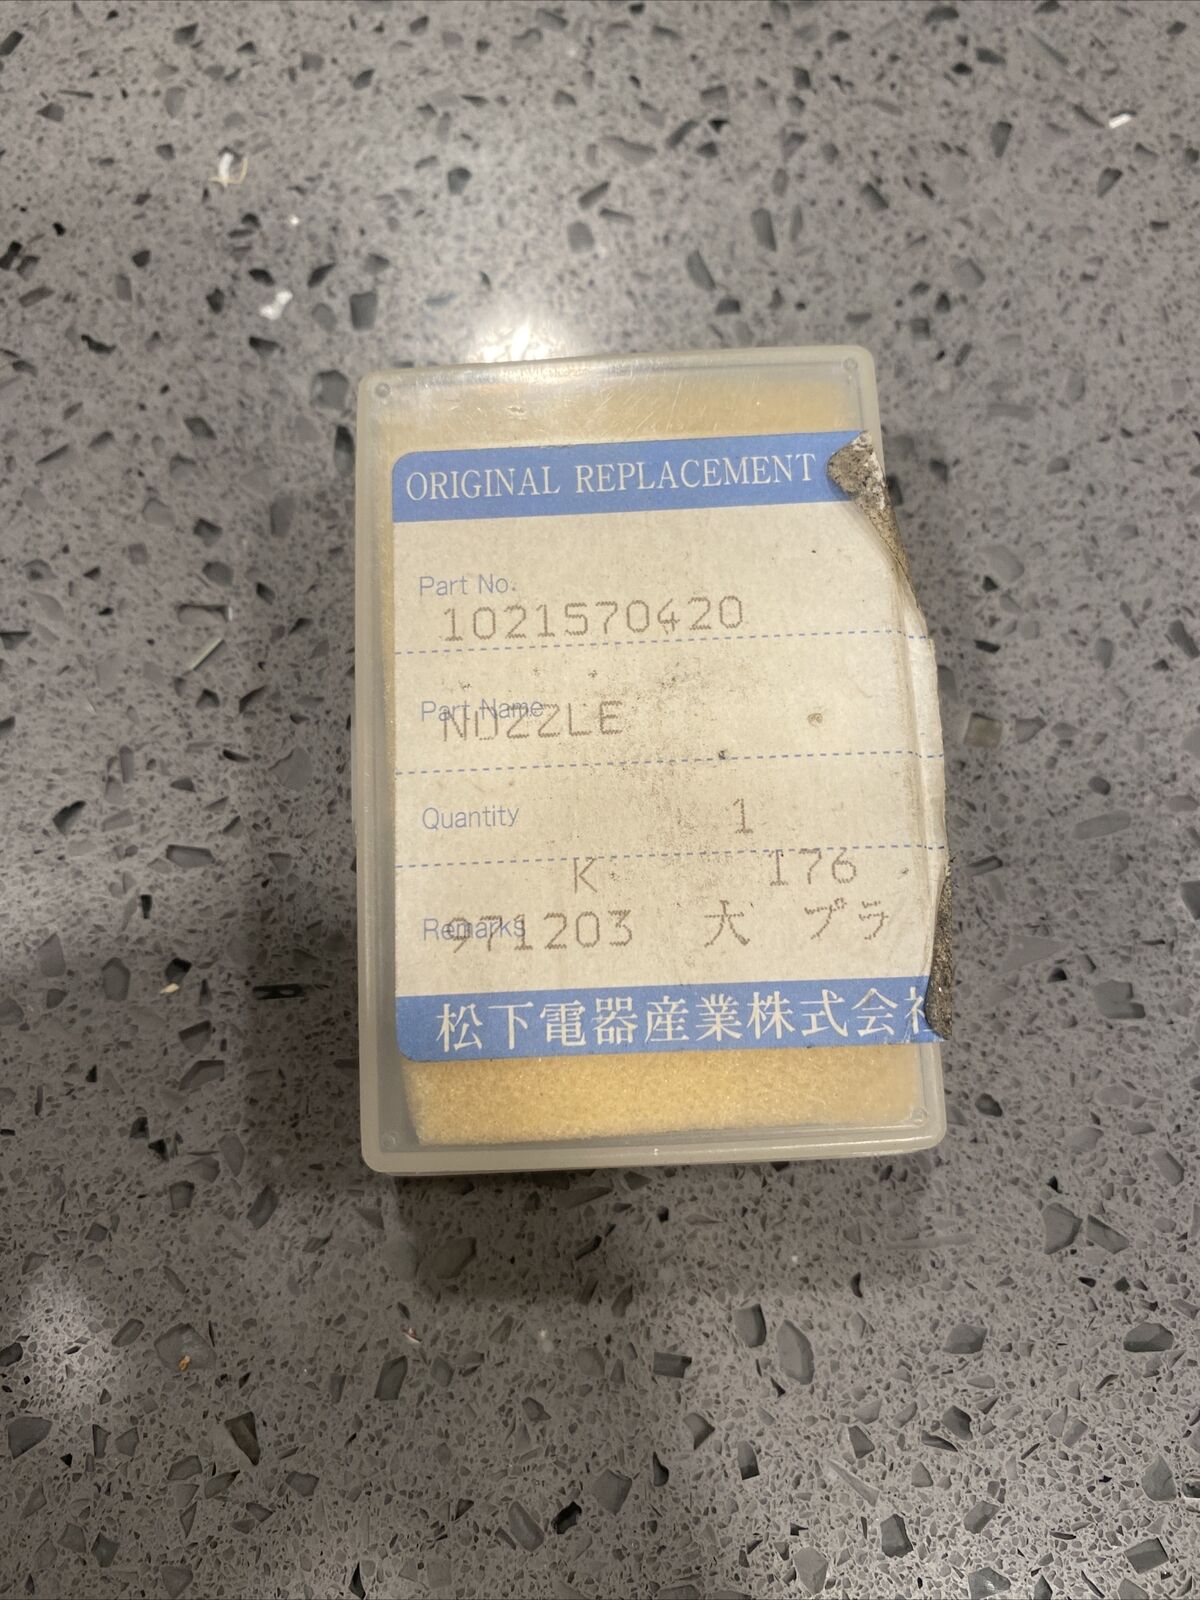 ORIGINAL REPLACEMENT
Part No.
1021570420
Part Name
NOZZLE
Quantity 1
K 176
Remarks
971203 大 プラ
松下電器産業株式会社